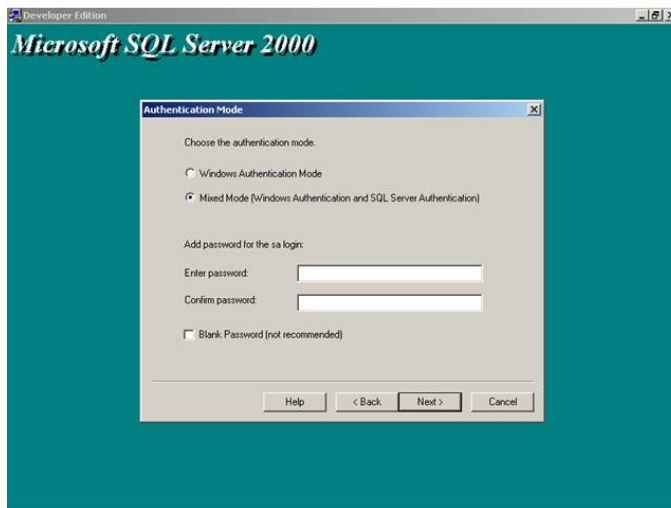 Developer Edition
Microsoft SQL Server 2000
Authentication Mode
Choose the authentication mode.
Windows Authentication Mode
Mixed Mode (Windows Authentication and SQL Server Authentication)
Add password for the sa login:
Enter password:
Confirm password:
Blank Password (not recommended)
Help
< Back
Next >
Cancel